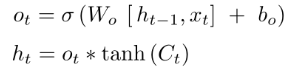 o_t = σ (W_o [h_{t−1}, x_t] + b_o)
h_t = o_t * tanh (C_t)